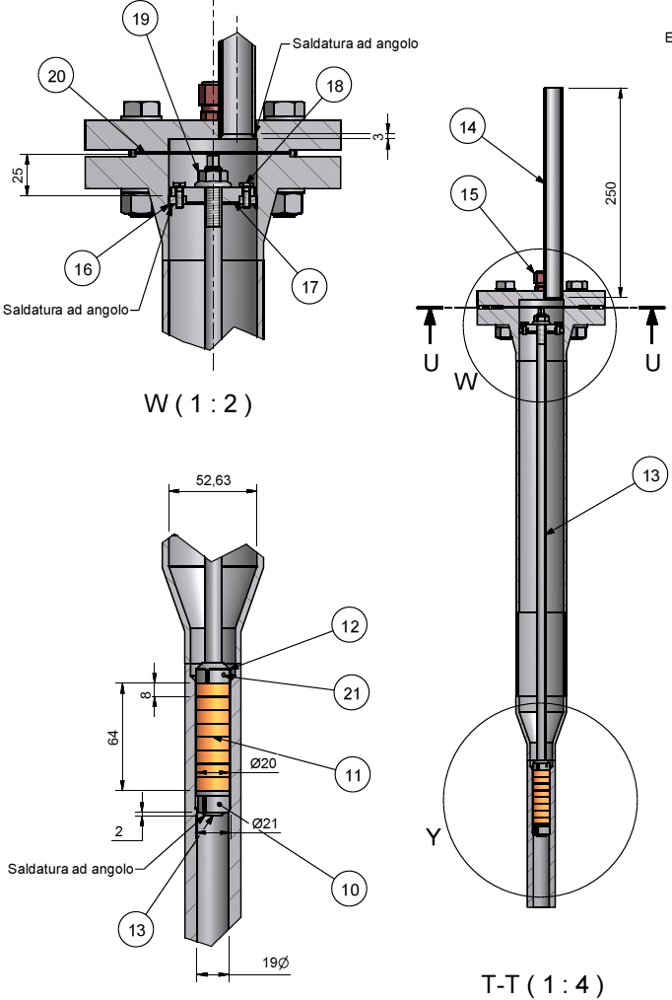 19
Saldatura ad angolo
E
20
18
3
14
25
250
15
16
17
Saldatura ad angolo
U
U
W
W ( 1 : 2 )
13
52,63
12
21
8
64
11
Ø20
Ø21
2
Y
Saldatura ad angolo
10
13
19Ø
T-T ( 1 : 4 )